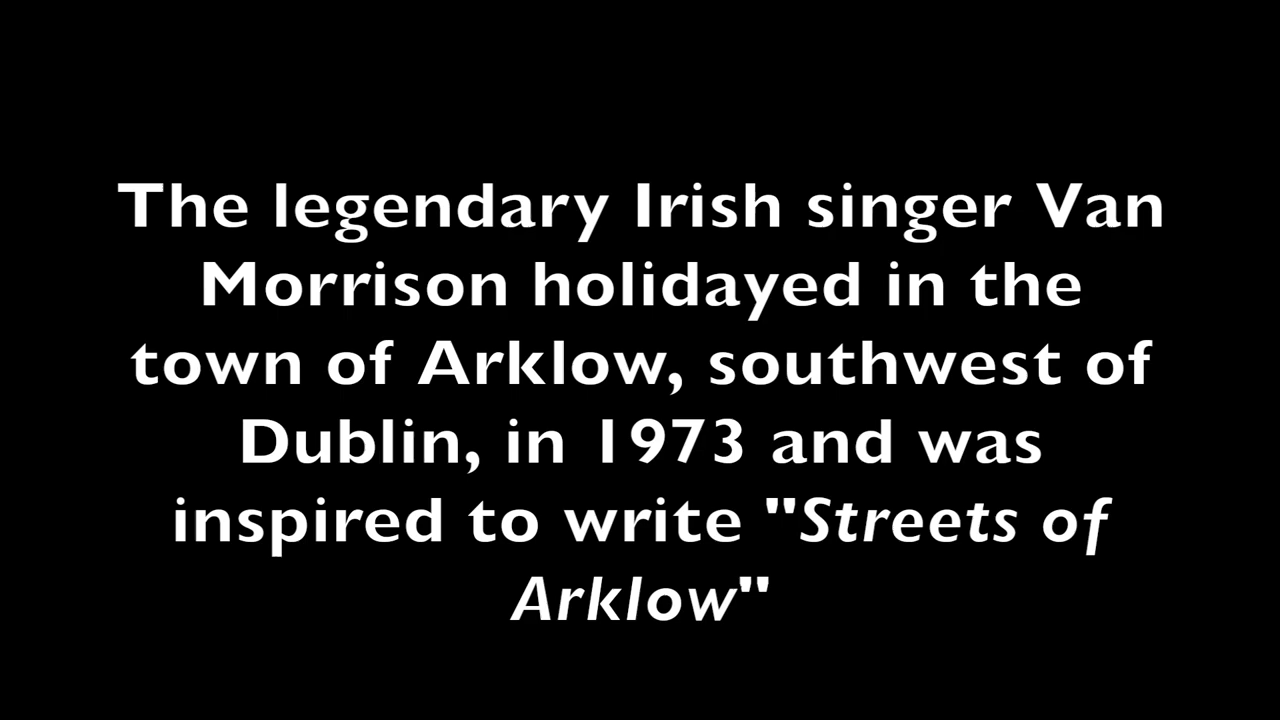 The legendary Irish singer Van
Morrison holidayed in the
town of Arklow, southwest of
Dublin, in 1973 and was
inspired to write "Streets of
Arklow"